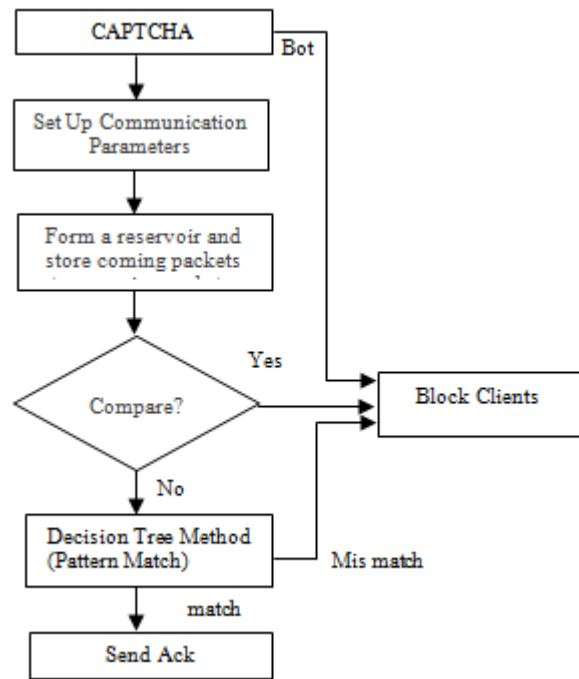 CAPTCHA
Bot
Set Up Communication
Parameters
Form a reservoir and
store coming packets
Yes
Compare?
Block Clients
No
Decision Tree Method
(Pattern Match)
Mis match
match
Send Ack